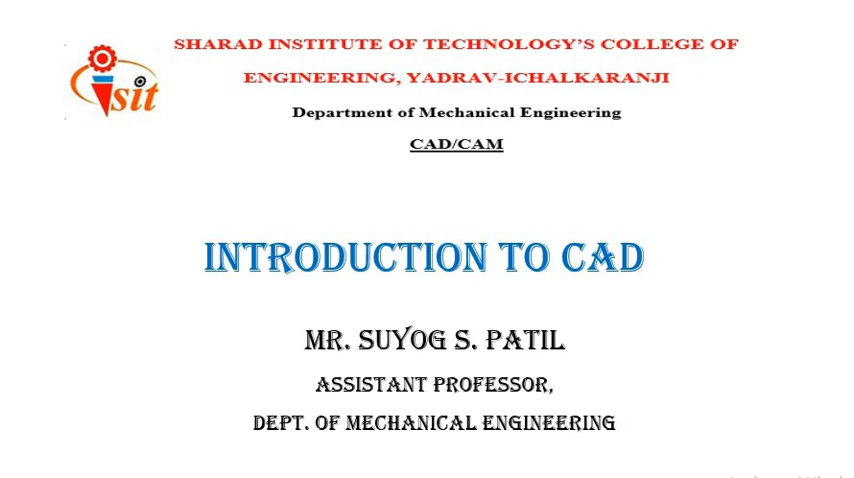 sit
SHARAD INSTITUTE OF TECHNOLOGY'S COLLEGE OF
ENGINEERING, YADRAV-ICHALKARANJI
Department of Mechanical Engineering
CAD/CAM
INTRODUCTION TO CAD
MR. SUYOG S. PATIL
ASSISTANT PROFESSOR,
DEPT. OF MECHANICAL ENGINEERING